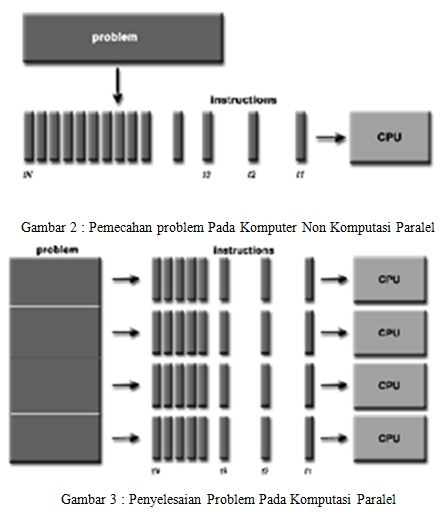 problem
instructions
CPU
tN t3 t2 t1
Gambar 2 : Pemecahan problem Pada Komputer Non Komputasi Paralel
problem instructions
CPU
CPU
CPU
CPU
tN t3 t2 t1
Gambar 3 : Penyelesaian Problem Pada Komputasi Paralel